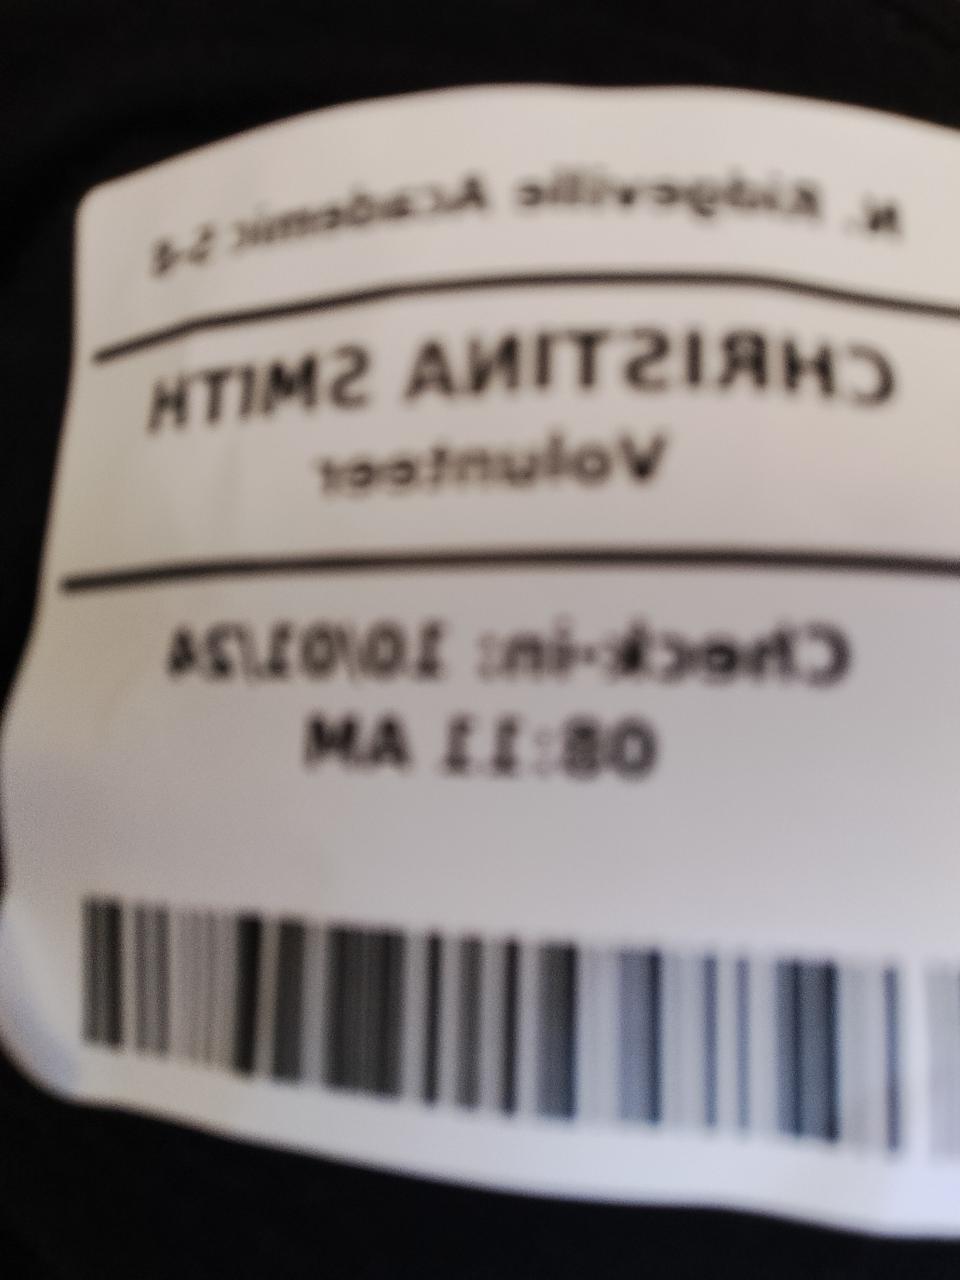 N. Ridgeville Academic 5-8
CHRISTINA SMITH
Volunteer
Check-in: 10/01/24
08:11 AM